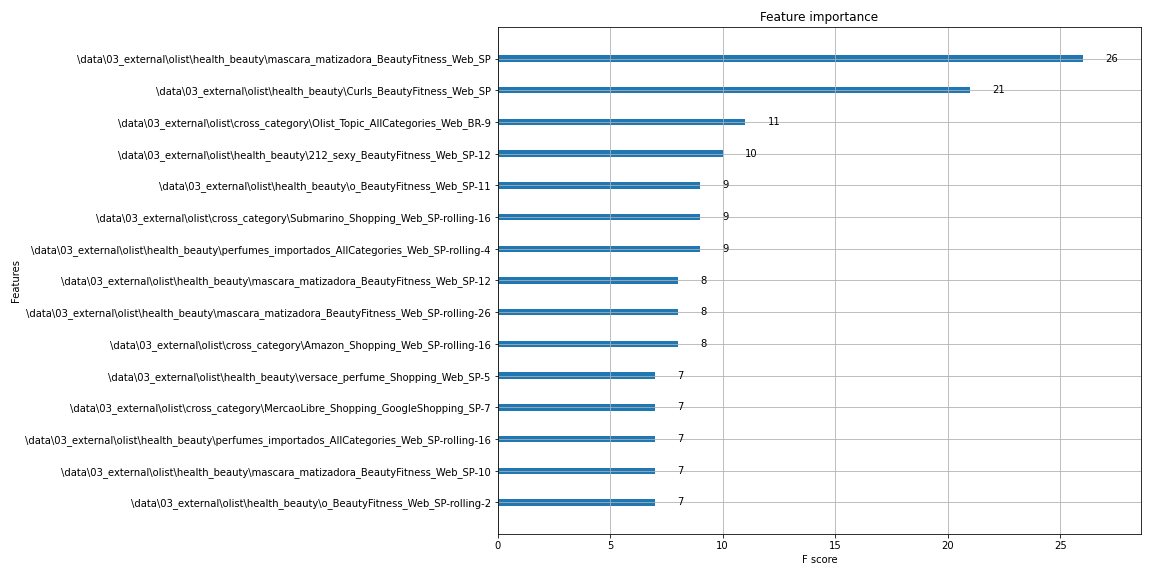 Feature importance
\data\03_external\olist\health_beauty\mascara_matizadora_BeautyFitness_Web_SP 26
\data\03_external\olist\health_beauty\Curls_BeautyFitness_Web_SP 21
\data\03_external\olist\cross_category\Olist_Topic_AllCategories_Web_BR-9 11
\data\03_external\olist\health_beauty\212_sexy_BeautyFitness_Web_SP-12 10
\data\03_external\olist\health_beauty\o_BeautyFitness_Web_SP-11 9
\data\03_external\olist\cross_category\Submarino_Shopping_Web_SP-rolling-16 9
\data\03_external\olist\health_beauty\perfumes_importados_AllCategories_Web_SP-rolling-4 9
\data\03_external\olist\health_beauty\mascara_matizadora_BeautyFitness_Web_SP-12 8
\data\03_external\olist\health_beauty\mascara_matizadora_BeautyFitness_Web_SP-rolling-26 8
\data\03_external\olist\cross_category\Amazon_Shopping_Web_SP-rolling-16 8
\data\03_external\olist\health_beauty\versace_perfume_Shopping_Web_SP-5 7
\data\03_external\olist\cross_category\MercaoLibre_Shopping_GoogleShopping_SP-7 7
\data\03_external\olist\health_beauty\perfumes_importados_AllCategories_Web_SP-rolling-16 7
\data\03_external\olist\health_beauty\mascara_matizadora_BeautyFitness_Web_SP-10 7
\data\03_external\olist\health_beauty\o_BeautyFitness_Web_SP-rolling-2 7
Features
0 5 10 15 20 25
F score